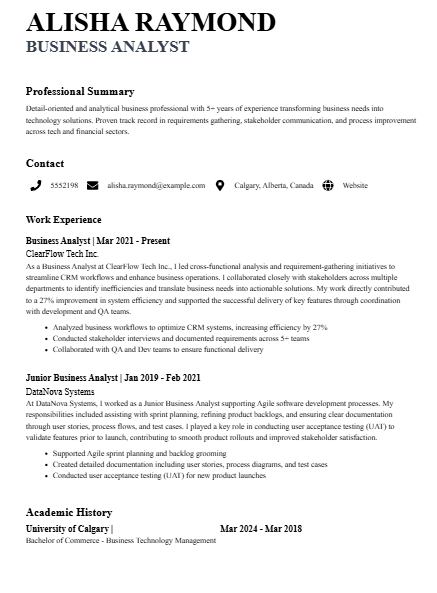 ALISHA RAYMOND
BUSINESS ANALYST
Professional Summary
Detail-oriented and analytical business professional with 5+ years of experience transforming business needs into
technology solutions. Proven track record in requirements gathering, stakeholder communication, and process improvement
across tech and financial sectors.
Contact
5552198 alisha.raymond@example.com Calgary, Alberta, Canada Website
Work Experience
Business Analyst | Mar 2021 - Present
ClearFlow Tech Inc.
As a Business Analyst at ClearFlow Tech Inc., I led cross-functional analysis and requirement-gathering initiatives to
streamline CRM workflows and enhance business operations. I collaborated closely with stakeholders across multiple
departments to identify inefficiencies and translate business needs into actionable solutions. My work directly contributed
to a 27% improvement in system efficiency and supported the successful delivery of key features through coordination
with development and QA teams.
• Analyzed business workflows to optimize CRM systems, increasing efficiency by 27%
• Conducted stakeholder interviews and documented requirements across 5+ teams
• Collaborated with QA and Dev teams to ensure functional delivery
Junior Business Analyst | Jan 2019 - Feb 2021
DataNova Systems
At DataNova Systems, I worked as a Junior Business Analyst supporting Agile software development processes. My
responsibilities included assisting with sprint planning, refining product backlogs, and ensuring clear documentation
through user stories, process flows, and test cases. I played a key role in conducting user acceptance testing (UAT) to
validate features prior to launch, contributing to smooth product rollouts and improved stakeholder satisfaction.
• Supported Agile sprint planning and backlog grooming
• Created detailed documentation including user stories, process diagrams, and test cases
• Conducted user acceptance testing (UAT) for new product launches
Academic History
University of Calgary | Mar 2024 - Mar 2018
Bachelor of Commerce - Business Technology Management